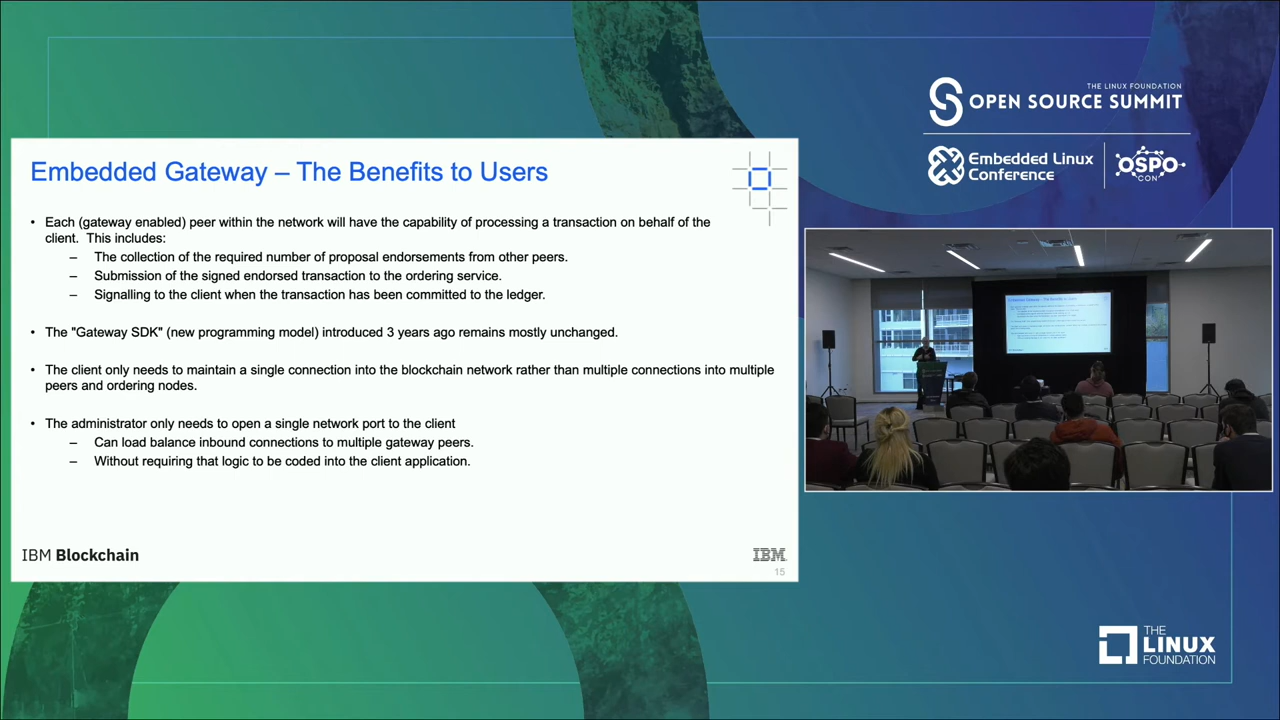 THE LINUX FOUNDATION
OPEN SOURCE SUMMIT
Embedded Linux
Conference
OSPO
CON
Embedded Gateway – The Benefits to Users
• Each (gateway enabled) peer within the network will have the capability of processing a transaction on behalf of the
client. This includes:
– The collection of the required number of proposal endorsements from other peers.
– Submission of the signed endorsed transaction to the ordering service.
– Signalling to the client when the transaction has been committed to the ledger.
• The "Gateway SDK" (new programming model) introduced 3 years ago remains mostly unchanged.
• The client only needs to maintain a single connection into the blockchain network rather than multiple connections into multiple
peers and ordering nodes.
• The administrator only needs to open a single network port to the client
– Can load balance inbound connections to multiple gateway peers.
– Without requiring that logic to be coded into the client application.
IBM Blockchain
IBM
15
Embedded Gateway – The Benefits to Users
THE
LINUX
FOUNDATION